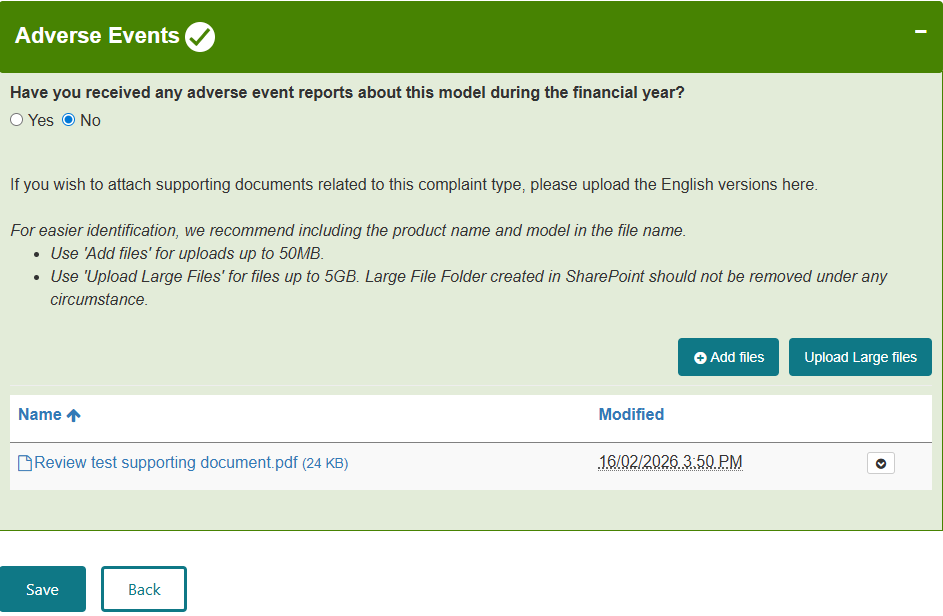 Adverse Events
Have you received any adverse event reports about this model during the financial year?
Yes No
If you wish to attach supporting documents related to this complaint type, please upload the English versions here.
For easier identification, we recommend including the product name and model in the file name.
• Use 'Add files' for uploads up to 50MB.
• Use 'Upload Large Files' for files up to 5GB. Large File Folder created in SharePoint should not be removed under any
circumstance.
Add files Upload Large files
Name Modified
Review test supporting document.pdf (24 KB) 16/02/2026 3:50 PM
Save Back